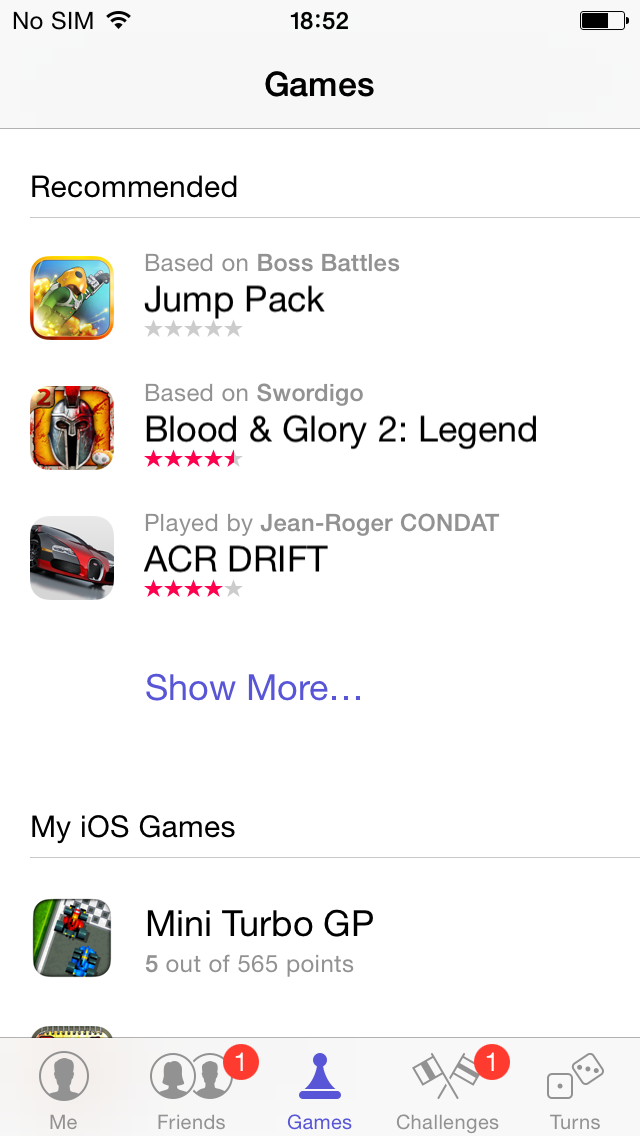 No SIM 18:52
Games
Recommended
Based on Boss Battles
Jump Pack
2
Based on Swordigo
Blood & Glory 2: Legend
Played by Jean-Roger CONDAT
ACR DRIFT
Show More...
My iOS Games
Mini Turbo GP
5 out of 565 points
1
1
Me
Friends
Games
Challenges
Turns